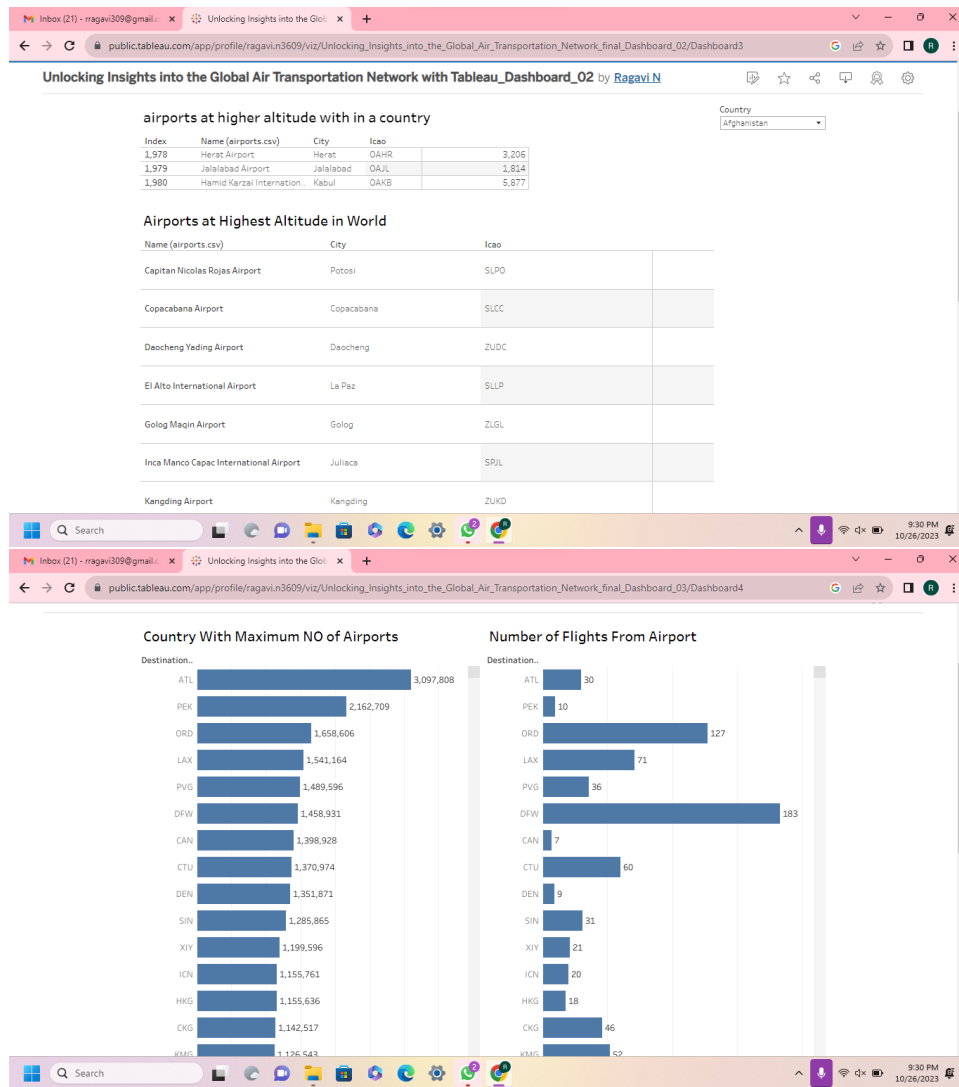 Inbox (21) - rragavi309@gmail.c
Unlocking Insights into the Glob
public.tableau.com/app/profile/ragavi.n3609/viz/Unlocking_Insights_into_the_Global_Air_Transportation_Network_final_Dashboard_02/Dashboard3
R
Unlocking Insights into the Global Air Transportation Network with Tableau_Dashboard_02 by Ragavi N
airports at higher altitude with in a country
Country
Afghanistan
Index Name (airports.csv) City Icao
1,978 Herat Airport Herat OAHR 3,206
1,979 Jalalabad Airport Jalalabad OAJL 1,814
1,980 Hamid Karzai Internation.. Kabul OAKB 5,877
Airports at Highest Altitude in World
Name (airports.csv) City Icao
Capitan Nicolas Rojas Airport Potosi SLPO
Copacabana Airport Copacabana SLCC
Daocheng Yading Airport Daocheng ZUDC
El Alto International Airport La Paz SLLP
Golog Maqin Airport Golog ZLGL
Inca Manco Capac International Airport Juliaca SPJL
Kangding Airport Kangding ZUKD
Search
2
R
9:30 PM
10/26/2023
Inbox (21) - rragavi309@gmail.c
Unlocking Insights into the Glob
public.tableau.com/app/profile/ragavi.n3609/viz/Unlocking_Insights_into_the_Global_Air_Transportation_Network_final_Dashboard_03/Dashboard4
R
Country With Maximum NO of Airports
Destination..
ATL 3,097,808
PEK 2,162,709
ORD 1,658,606
LAX 1,541,164
PVG 1,489,596
DFW 1,458,931
CAN 1,398,928
CTU 1,370,974
DEN 1,351,871
SIN 1,285,865
XIY 1,199,596
ICN 1,155,761
HKG 1,155,636
CKG 1,142,517
KMG 1,126,543
Number of Flights From Airport
Destination..
ATL 30
PEK 10
ORD 127
LAX 71
PVG 36
DFW 183
CAN 7
CTU 60
DEN 9
SIN 31
XIY 21
ICN 20
HKG 18
CKG 46
KMG 52
Search
2
R
9:30 PM
10/26/2023